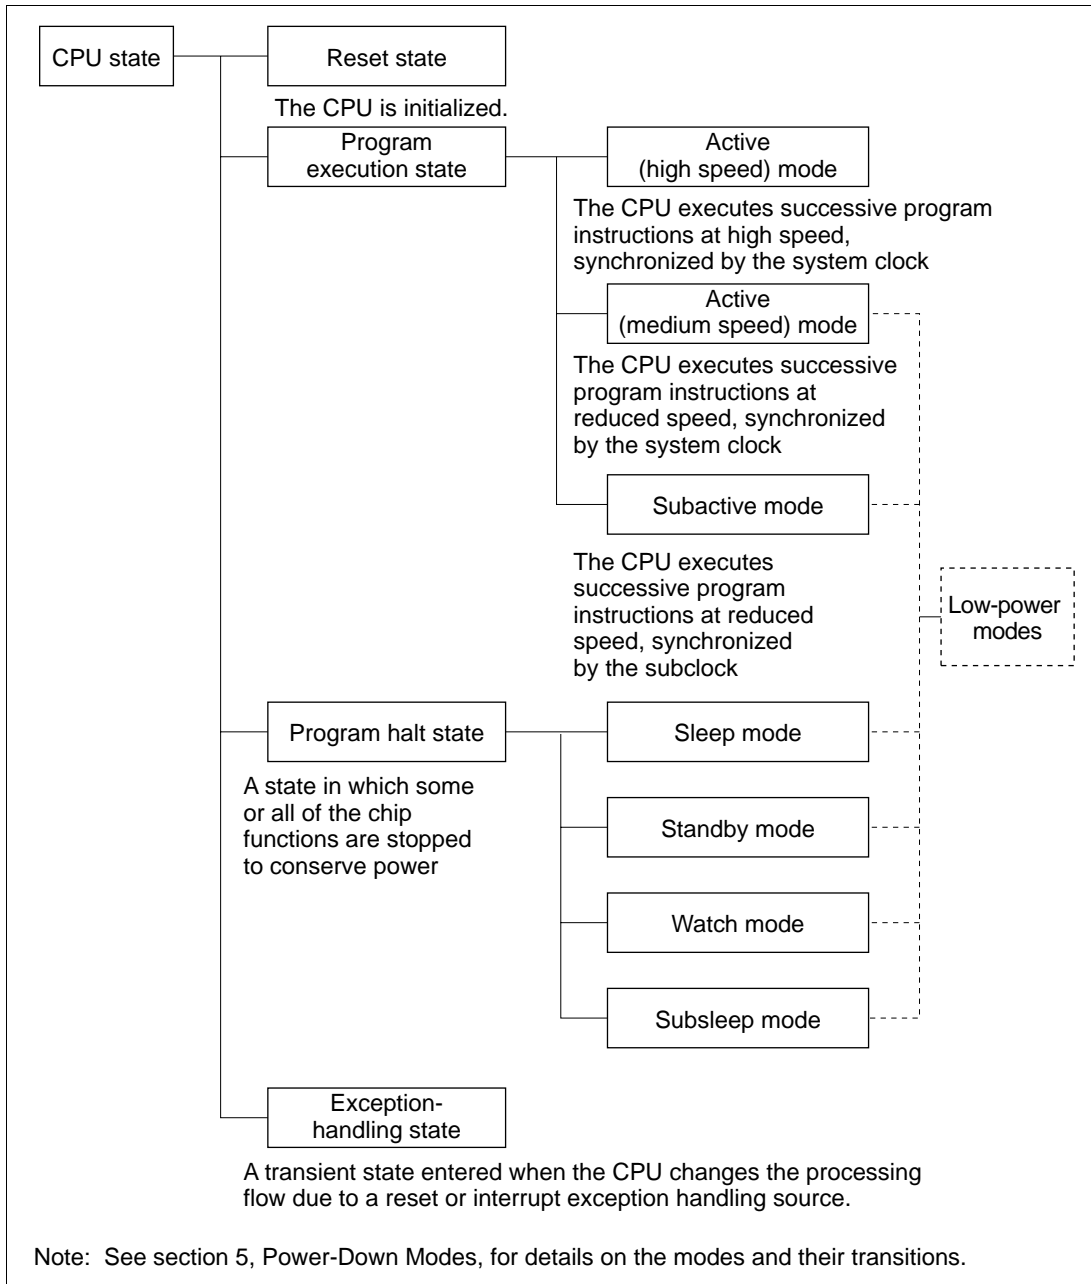 CPU state
Reset state
The CPU is initialized.
Program
execution state
Active
(high speed) mode
The CPU executes successive program
instructions at high speed,
synchronized by the system clock
Active
(medium speed) mode
The CPU executes successive
program instructions at
reduced speed, synchronized
by the system clock
Subactive mode
The CPU executes
successive program
instructions at reduced
speed, synchronized
by the subclock
Low-power
modes
Program halt state
A state in which some
or all of the chip
functions are stopped
to conserve power
Sleep mode
Standby mode
Watch mode
Subsleep mode
Exception-
handling state
A transient state entered when the CPU changes the processing
flow due to a reset or interrupt exception handling source.
Note: See section 5, Power-Down Modes, for details on the modes and their transitions.